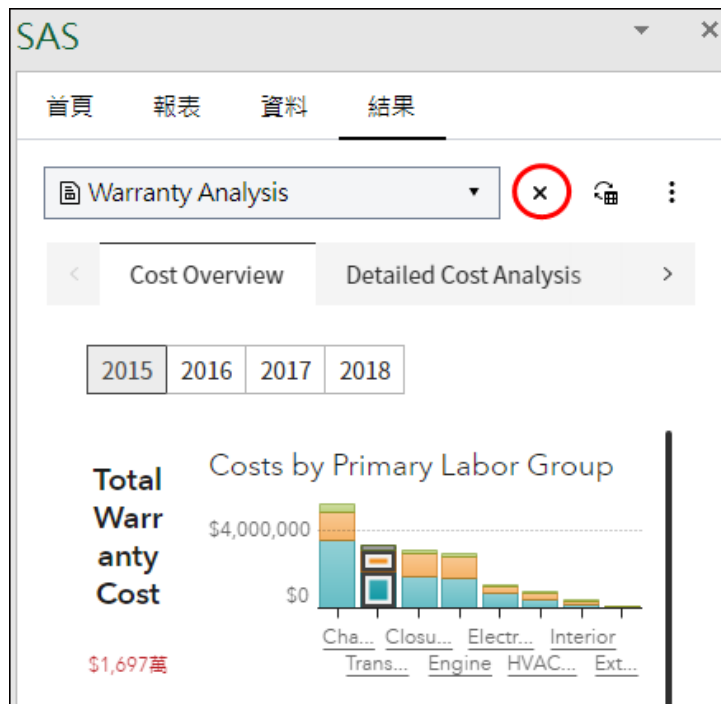 SAS
首頁 報表 資料 結果
Warranty Analysis
Cost Overview Detailed Cost Analysis
2015 2016 2017 2018
Total
Warr
anty
Cost
$1,697萬
Costs by Primary Labor Group
$4,000,000
$0
Cha... Closu... Electr... Interior
Trans... Engine HVAC... Ext...